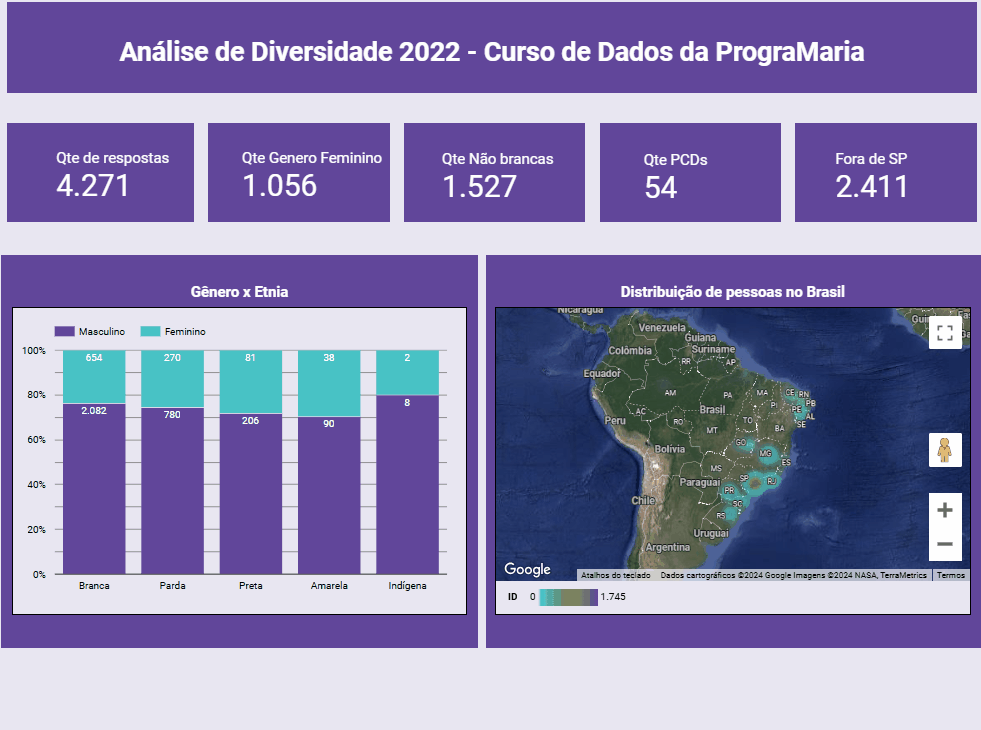 Análise de Diversidade 2022 - Curso de Dados da PrograMaria
Qte de respostas
4.271
Qte Genero Feminino
1.056
Qte Não brancas
1.527
Qte PCDs
54
Fora de SP
2.411
Gênero x Etnia
Masculino Feminino
100%
80%
60%
40%
20%
0%
654 270 81 38 2
2.082 780 206 90 8
Branca Parda Preta Amarela Indígena
Distribuição de pessoas no Brasil
Nicarágua
Venezuela
Guiana
Suriname
Colômbia
RR AP
Equador
AM PA MA CE RN
PI PB
AC PE
AL
Brasil
Peru RO TO SE
MT BA
GO
Bolívia MG
ES
MS
Paraguai SP RJ
PR
Chile SC
RS
Uruguai
Argentina
Google
Atalhos do teclado Dados cartográficos ©2024 Google Imagens ©2024 NASA, TerraMetrics Termos
ID 0 1.745